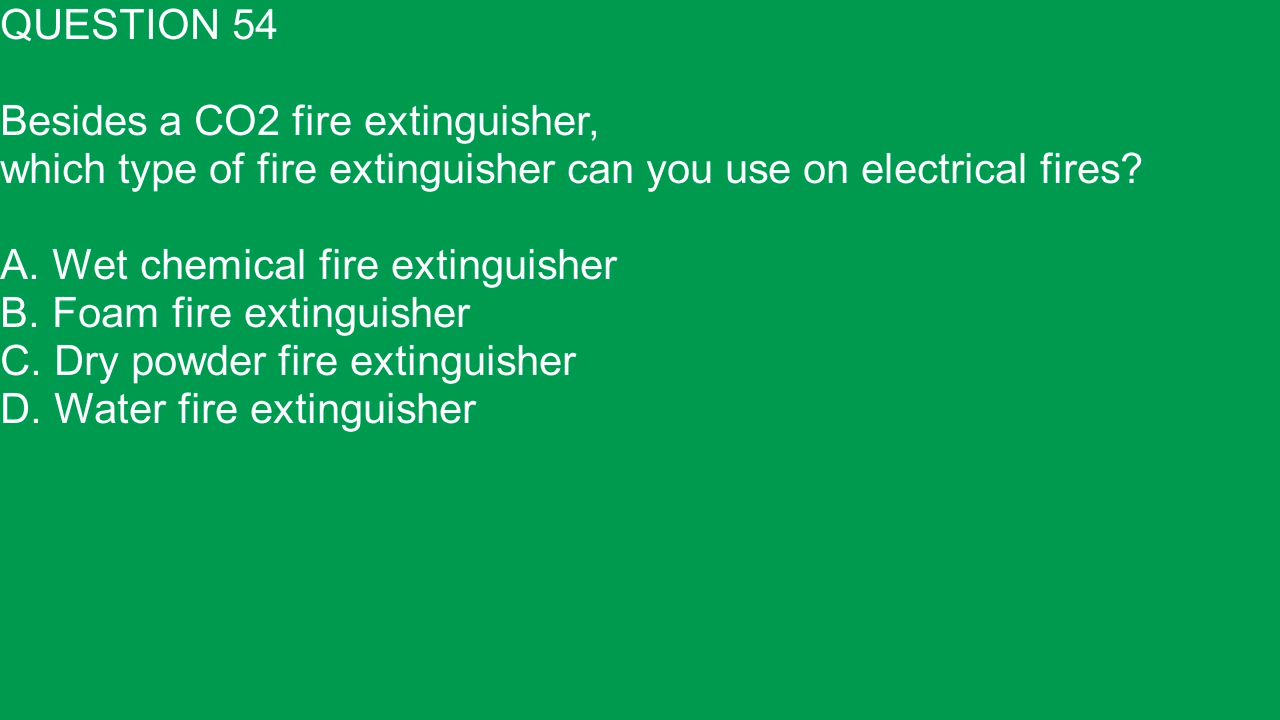 QUESTION 54
Besides a CO2 fire extinguisher,
which type of fire extinguisher can you use on electrical fires?
A. Wet chemical fire extinguisher
B. Foam fire extinguisher
C. Dry powder fire extinguisher
D. Water fire extinguisher